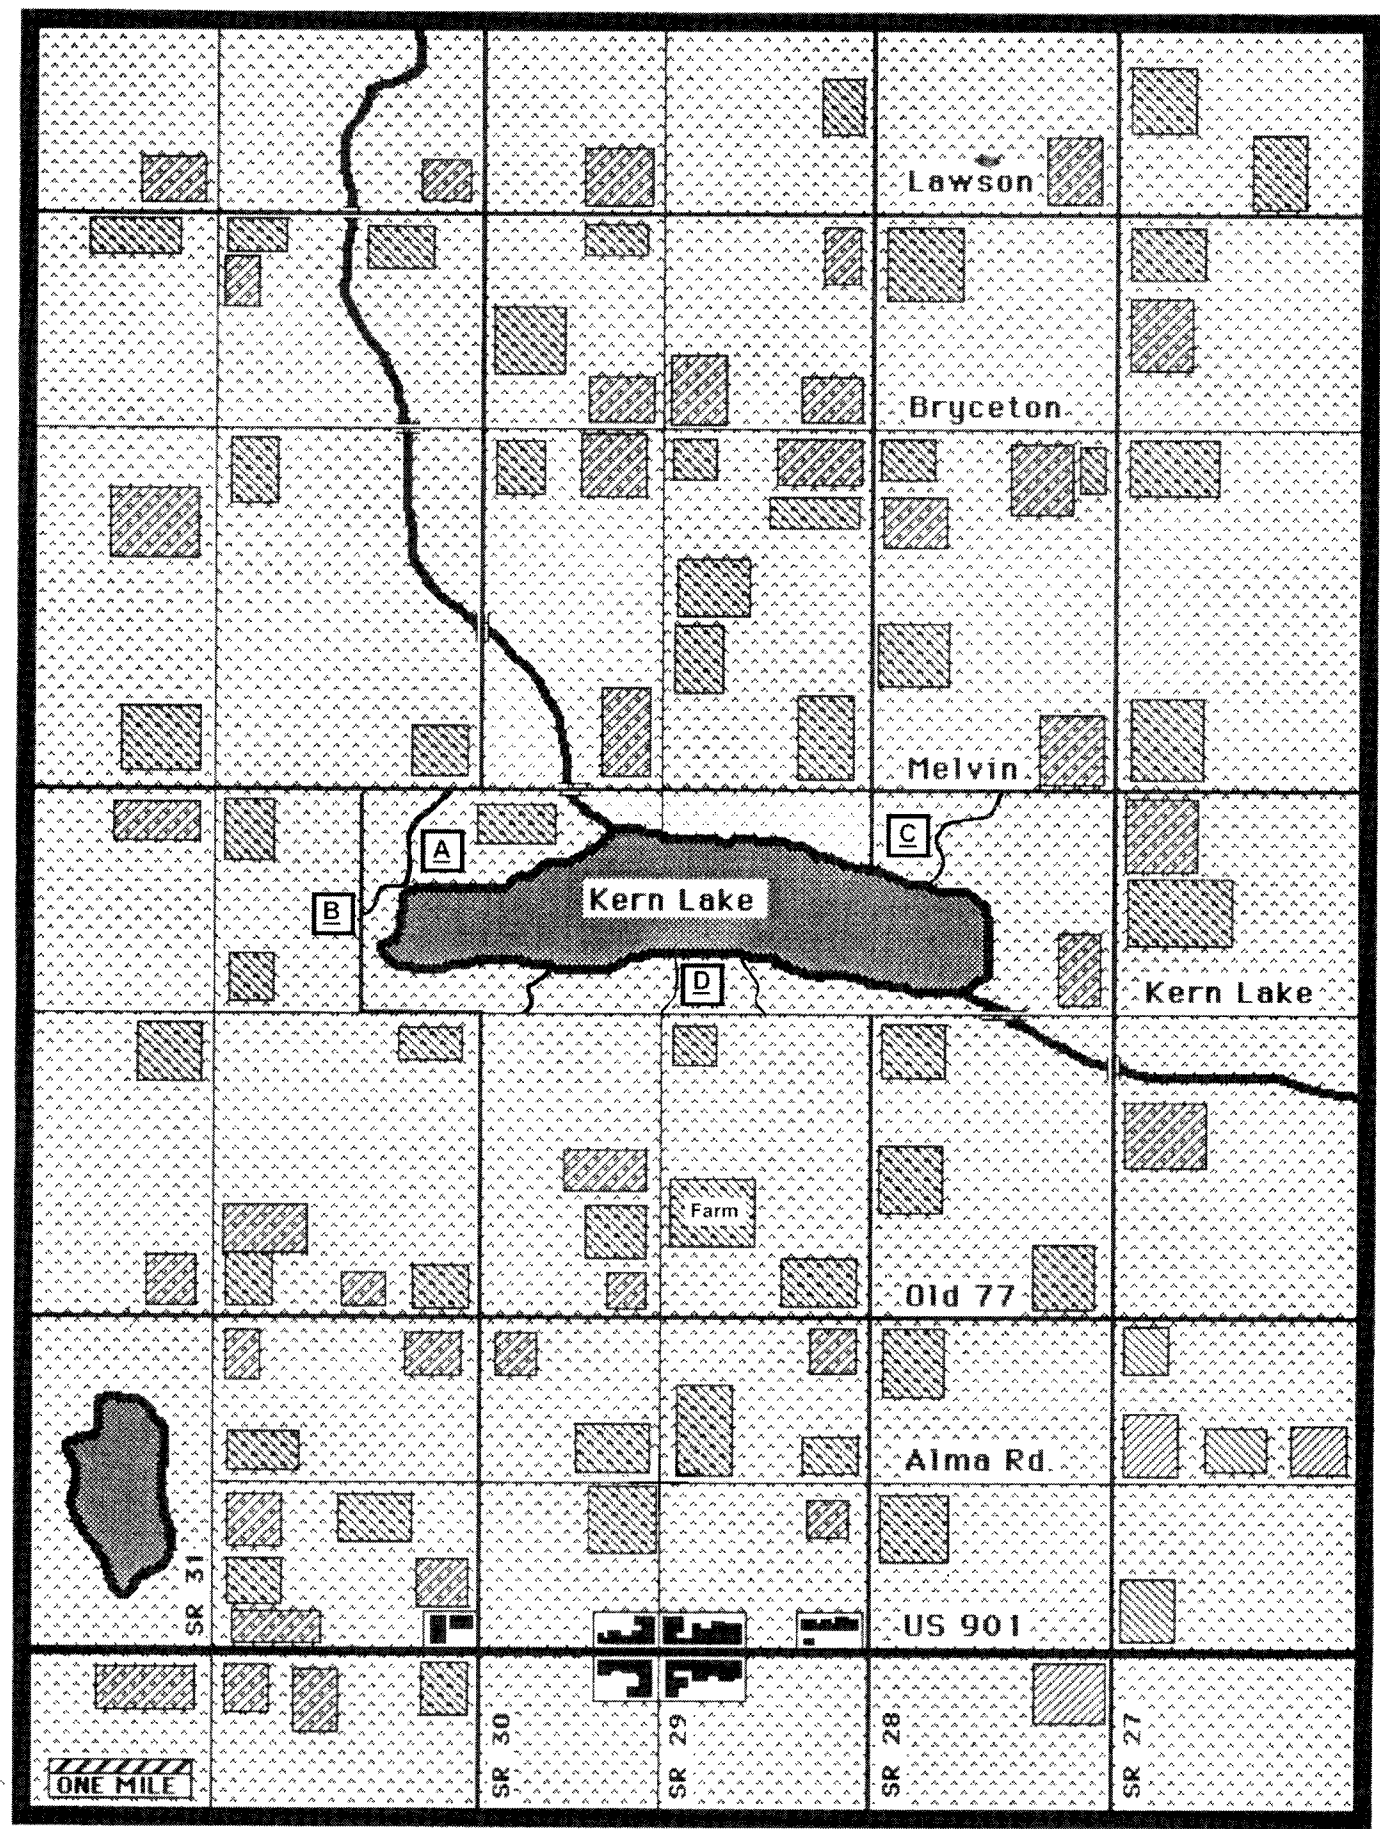 Lawson
Bryceton
Melvin
A
C
B
Kern Lake
D
Kern Lake
Farm
Old 77
Alma Rd.
SR 31
US 901
SR 30
SR 29
SR 28
SR 27
ONE MILE